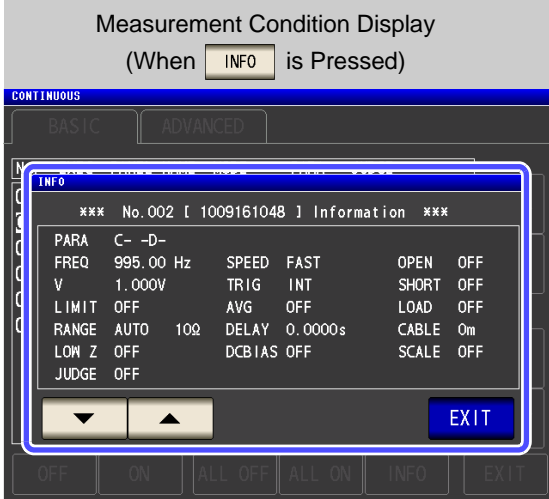 Measurement Condition Display
(When INFO is Pressed)
CONTINUOUS
BASIC ADVANCED
INFO
*** No.002 [ 1009161048 ] Information ***
PARA C- -D-
FREQ 995.00 Hz SPEED FAST OPEN OFF
V 1.000V TRIG INT SHORT OFF
LIMIT OFF AVG OFF LOAD OFF
RANGE AUTO 10Ω DELAY 0.0000s CABLE 0m
LOW Z OFF DCBIAS OFF SCALE OFF
JUDGE OFF
▼ ▲ EXIT
OFF ON ALL OFF ALL ON INFO EXIT